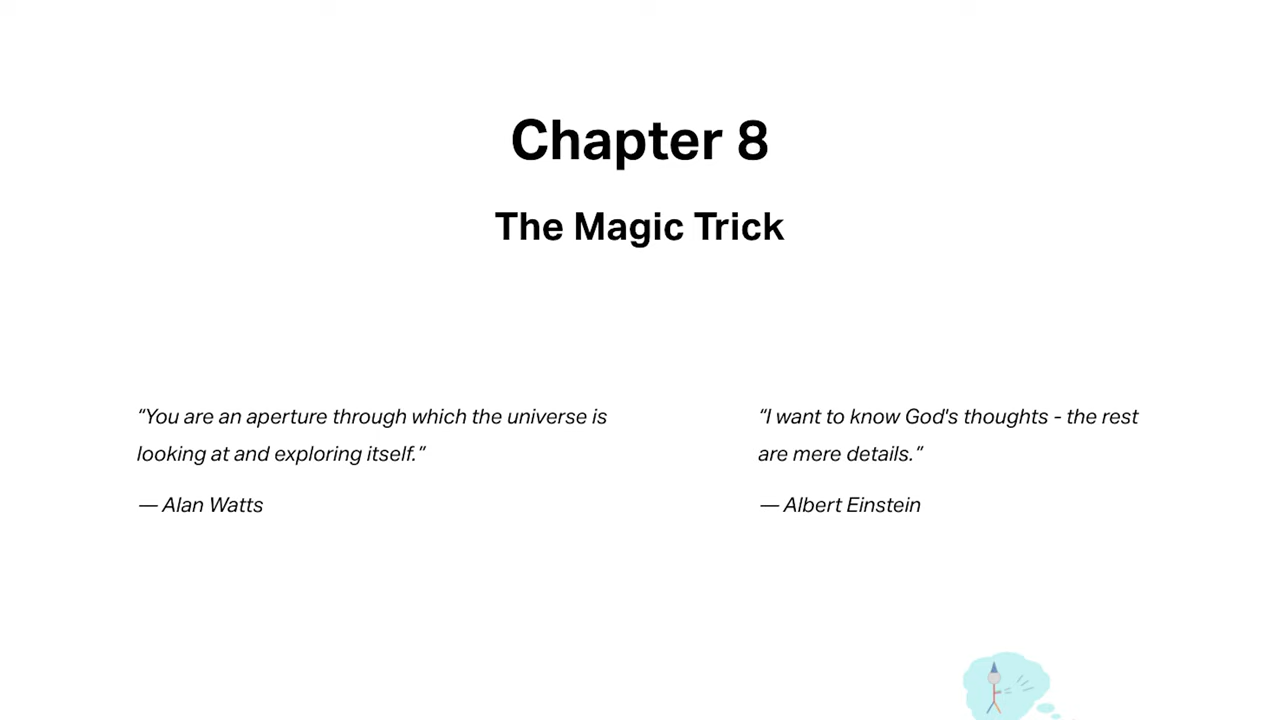 Chapter 8
The Magic Trick
“You are an aperture through which the universe is
looking at and exploring itself.”
— Alan Watts
“I want to know God's thoughts - the rest
are mere details.”
— Albert Einstein